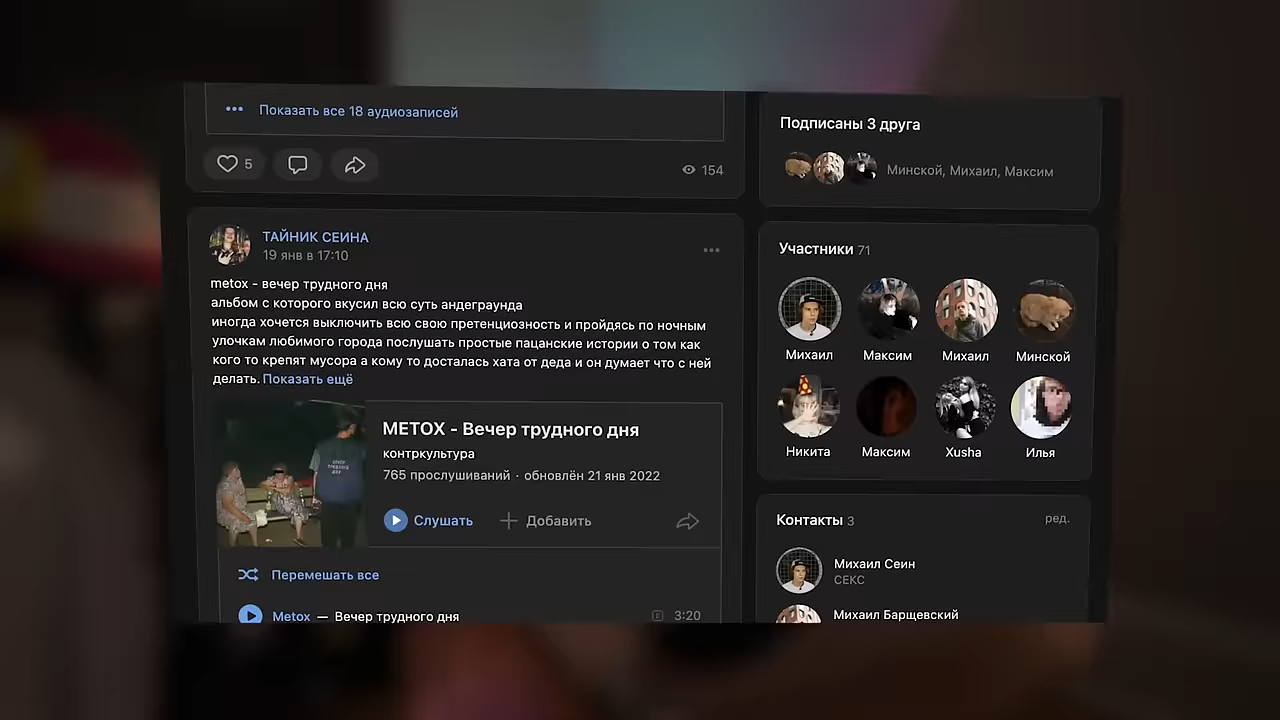 Показать все 18 аудиозаписей
5
154
ТАЙНИК СЕИНА
19 янв в 17:10
metox - вечер трудного дня
альбом с которого вкусил всю суть андеграунда
иногда хочется выключить всю свою претенциозность и пройдясь по ночным
улочкам любимого города послушать простые пацанские истории о том как
кого то крепят мусора а кому то досталась хата от деда и он думает что с ней
делать. Показать ещё
METOX - Вечер трудного дня
контркультура
765 прослушиваний · обновлён 21 янв 2022
Слушать
Добавить
Перемешать все
Metox — Вечер трудного дня
E 3:20
Подписаны 3 друга
Минской, Михаил, Максим
Участники 71
Михаил Максим Михаил Минской
Никита Максим Xusha Илья
Контакты 3
ред.
Михаил Сеин
СЕКС
Михаил Барщевский